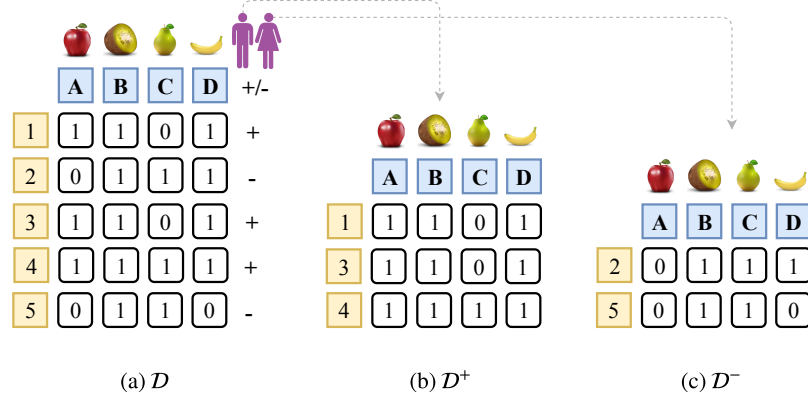 A B C D +/-
1 1 1 0 1 +
2 0 1 1 1 -
3 1 1 0 1 +
4 1 1 1 1 +
5 0 1 1 0 -
(a) 𝒟
A B C D
1 1 1 0 1
3 1 1 0 1
4 1 1 1 1
(b) 𝒟⁺
A B C D
2 0 1 1 1
5 0 1 1 0
(c) 𝒟⁻